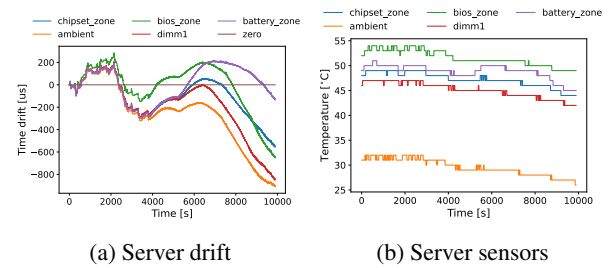 chipset_zone bios_zone battery_zone
ambient dimm1 zero
Time drift [us]
200
0
−200
−400
−600
−800
0 2000 4000 6000 8000 10000
Time [s]
(a) Server drift
chipset_zone bios_zone battery_zone
ambient dimm1
Temperature [°C]
55
50
45
40
35
30
25
0 2000 4000 6000 8000 10000
Time [s]
(b) Server sensors